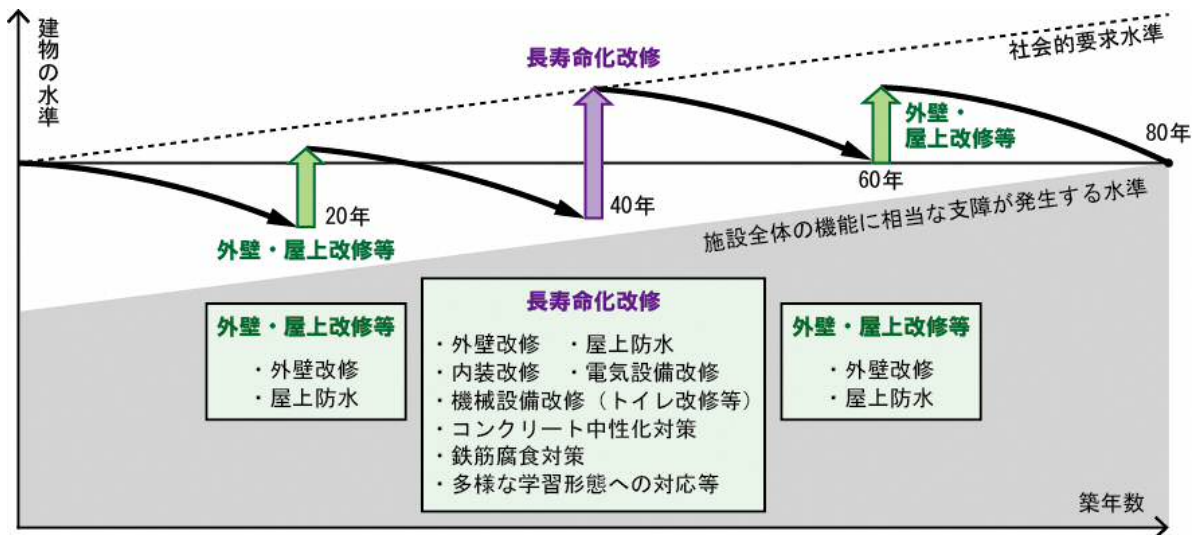 建物の水準
社会的要求水準
長寿命化改修
外壁・
屋上改修等
80年
20年
40年
60年
外壁・屋上改修等
施設全体の機能に相当な支障が発生する水準
外壁・屋上改修等
・外壁改修
・屋上防水
長寿命化改修
・外壁改修 ・屋上防水
・内装改修 ・電気設備改修
・機械設備改修（トイレ改修等）
・コンクリート中性化対策
・鉄筋腐食対策
・多様な学習形態への対応等
外壁・屋上改修等
・外壁改修
・屋上防水
築年数